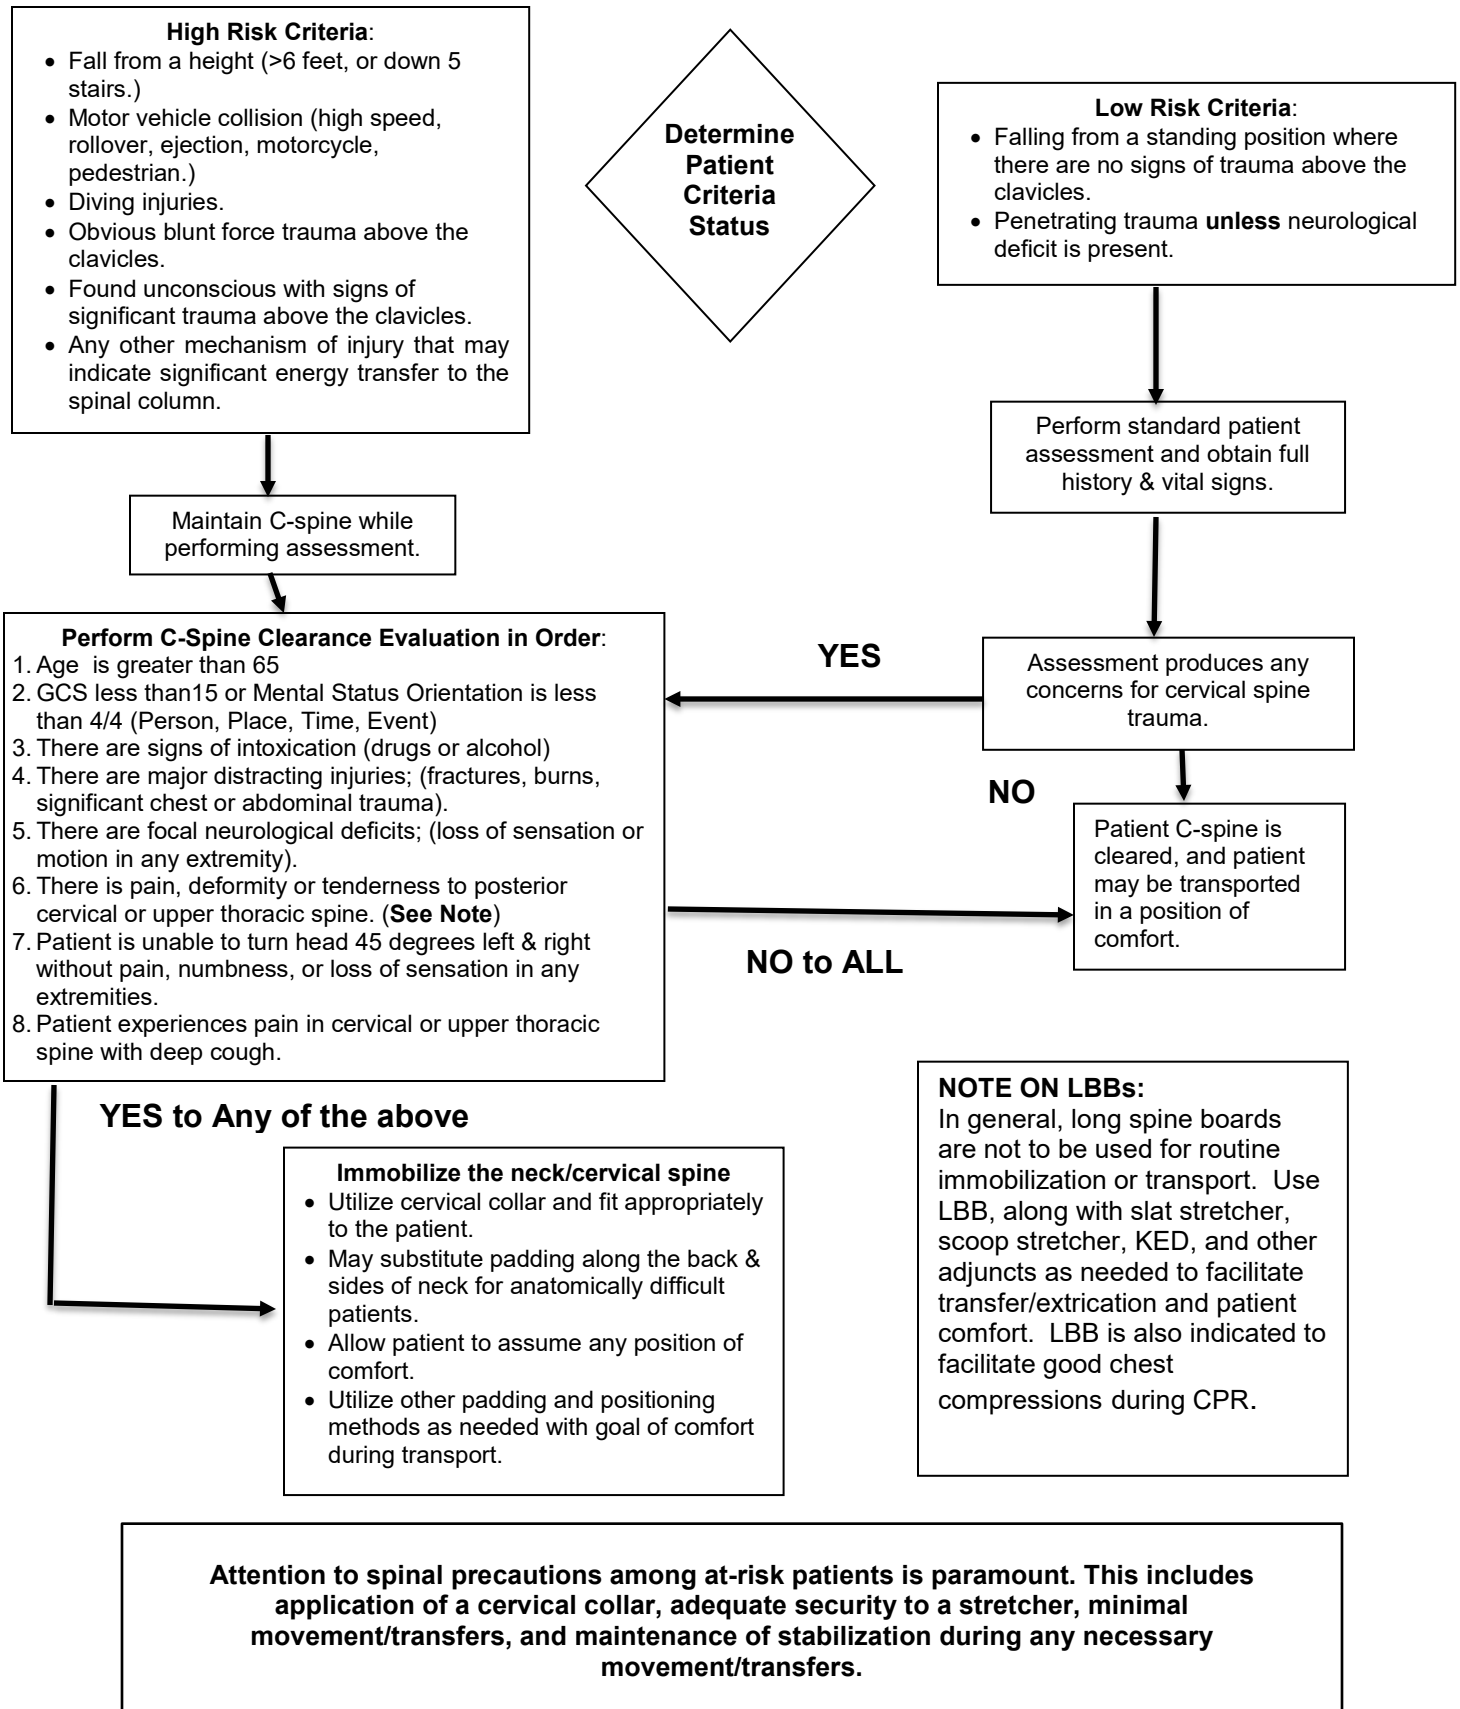 High Risk Criteria:
• Fall from a height (>6 feet, or down 5
stairs.)
• Motor vehicle collision (high speed,
rollover, ejection, motorcycle,
pedestrian.)
• Diving injuries.
• Obvious blunt force trauma above the
clavicles.
• Found unconscious with signs of
significant trauma above the clavicles.
• Any other mechanism of injury that may
indicate significant energy transfer to the
spinal column.
Determine
Patient
Criteria
Status
Low Risk Criteria:
• Falling from a standing position where
there are no signs of trauma above the
clavicles.
• Penetrating trauma unless neurological
deficit is present.
Perform standard patient
assessment and obtain full
history & vital signs.
Maintain C-spine while
performing assessment.
Perform C-Spine Clearance Evaluation in Order:
1. Age  is greater than 65
2. GCS less than15 or Mental Status Orientation is less
than 4/4 (Person, Place, Time, Event)
3. There are signs of intoxication (drugs or alcohol)
4. There are major distracting injuries; (fractures, burns,
significant chest or abdominal trauma).
5. There are focal neurological deficits; (loss of sensation or
motion in any extremity).
6. There is pain, deformity or tenderness to posterior
cervical or upper thoracic spine. (See Note)
7. Patient is unable to turn head 45 degrees left & right
without pain, numbness, or loss of sensation in any
extremities.
8. Patient experiences pain in cervical or upper thoracic
spine with deep cough.
YES
Assessment produces any
concerns for cervical spine
trauma.
NO
Patient C-spine is
cleared, and patient
may be transported
in a position of
comfort.
NO to ALL
YES to Any of the above
Immobilize the neck/cervical spine
• Utilize cervical collar and fit appropriately
to the patient.
• May substitute padding along the back &
sides of neck for anatomically difficult
patients.
• Allow patient to assume any position of
comfort.
• Utilize other padding and positioning
methods as needed with goal of comfort
during transport.
NOTE ON LBBs:
In general, long spine boards
are not to be used for routine
immobilization or transport.  Use
LBB, along with slat stretcher,
scoop stretcher, KED, and other
adjuncts as needed to facilitate
transfer/extrication and patient
comfort.  LBB is also indicated to
facilitate good chest
compressions during CPR.
Attention to spinal precautions among at-risk patients is paramount. This includes
application of a cervical collar, adequate security to a stretcher, minimal
movement/transfers, and maintenance of stabilization during any necessary
movement/transfers.